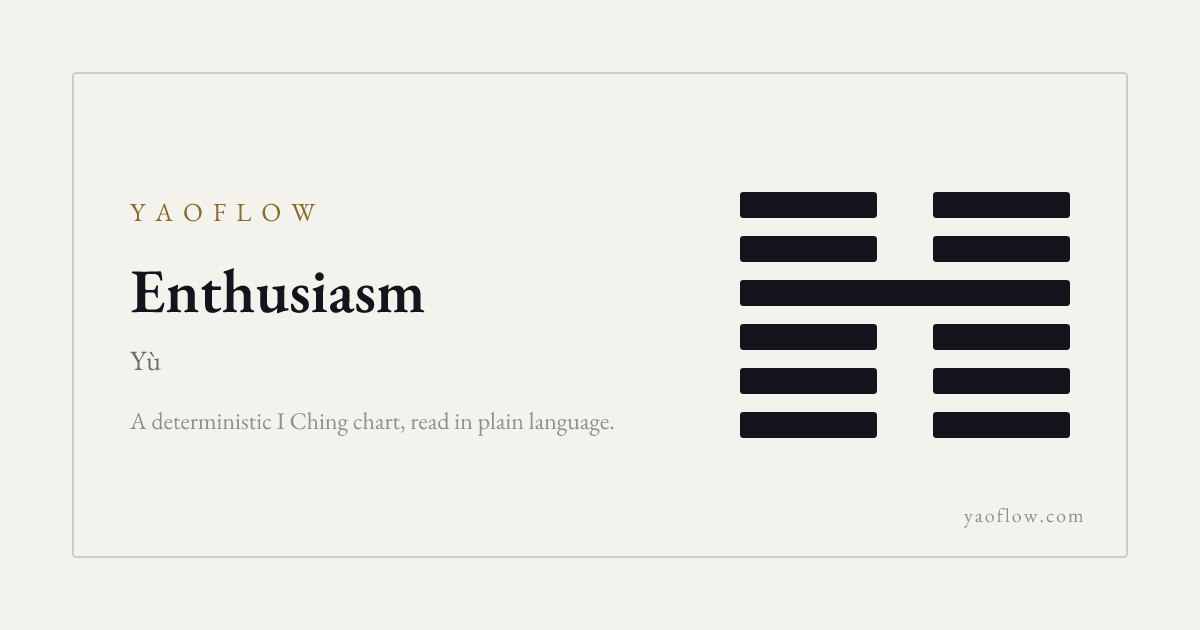 YAOFLOW
Enthusiasm
Yù
A deterministic I Ching chart, read in plain language.
yaoflow.com